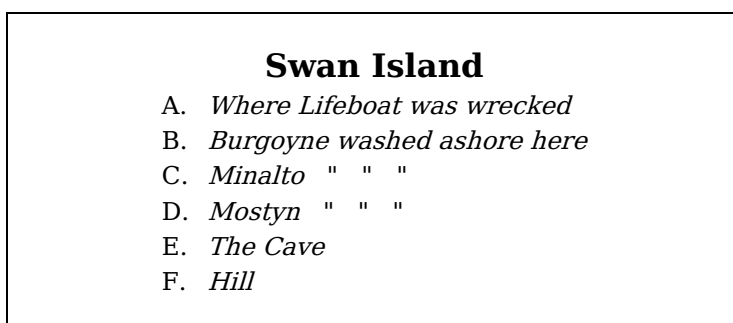 Swan Island
A. Where Lifeboat was wrecked
B. Burgoyne washed ashore here
C. Minalto " " "
D. Mostyn " " "
E. The Cave
F. Hill